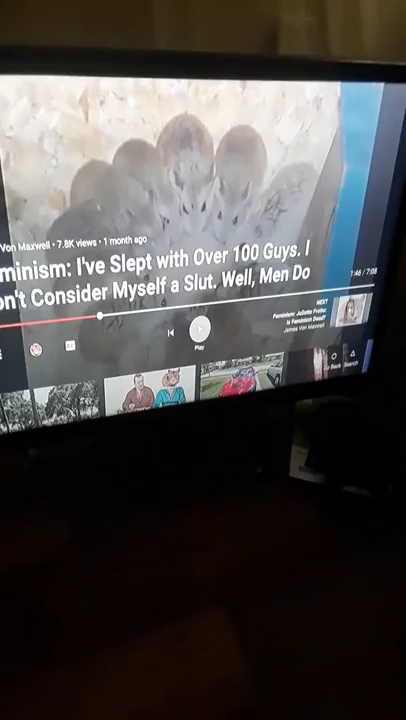 Von Maxwell • 7.8K views • 1 month ago
minism: I've Slept with Over 100 Guys. I
on't Consider Myself a Slut. Well, Men Do
1:46 / 7:08
NEXT
Feminism: Juliette Prette:
Is Feminism Dead?
James Von Maxwell
Play
Back
Search